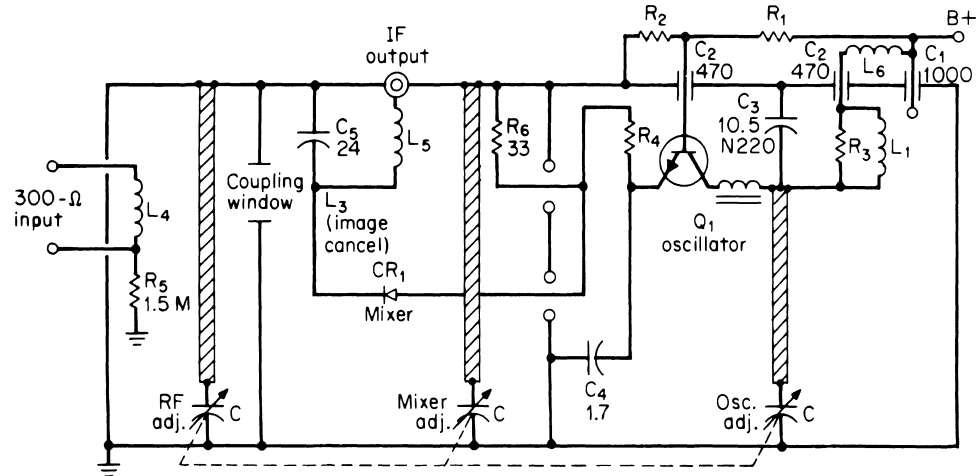 R2
R1
B+
IF
output
C2
470
C2
470
L6
C1
1000
C5
24
L5
R6
33
R4
C3
10.5
N220
R3
L1
300-Ω
input
L4
Coupling
window
L3
(image
cancel)
Q1
oscillator
R5
1.5 M
CR1
Mixer
C4
1.7
RF
adj.
C
Mixer
adj.
C
Osc.
adj.
C